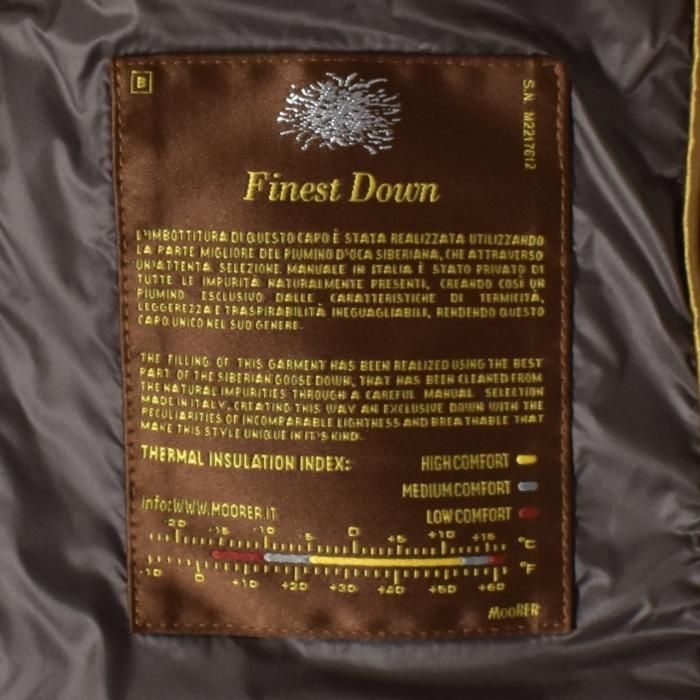 B
S.N. M2217612
Finest Down
L'IMBOTTITURA DI QUESTO CAPO È STATA REALIZZATA UTILIZZANDO
LA PARTE MIGLIORE DEL PIUMINO D'OCA SIBERIANA, CHE ATTRAVERSO
UN'ATTENTA SELEZIONE MANUALE IN ITALIA È STATO PRIVATO DI
TUTTE LE IMPURITÀ NATURALMENTE PRESENTI, CREANDO COSÌ UN
PIUMINO ESCLUSIVO DALLE CARATTERISTICHE DI TERMICITÀ,
LEGGEREZZA E TRASPIRABILITÀ INEGUAGLIABILI, RENDENDO QUESTO
CAPO UNICO NEL SUO GENERE.
THE FILLING OF THIS GARMENT HAS BEEN REALIZED USING THE BEST
PART OF THE SIBERIAN GOOSE DOWN, THAT HAS BEEN CLEANED FROM
THE NATURAL IMPURITIES THROUGH A CAREFUL MANUAL SELECTION
MADE IN ITALY, CREATING THIS WAY AN EXCLUSIVE DOWN WITH THE
PECULIARITIES OF INCOMPARABLE LIGHTNESS AND BREATHABLE THAT
MAKE THIS STYLE UNIQUE IN IT'S KIND.
THERMAL INSULATION INDEX: HIGH COMFORT
MEDIUM COMFORT
info:WWW.MOORER.IT LOW COMFORT
-20 -15 -10 -5 0 +5 +10 +15 °C
-10 0 +10 +20 +30 +40 +50 +60 °F
MooRER